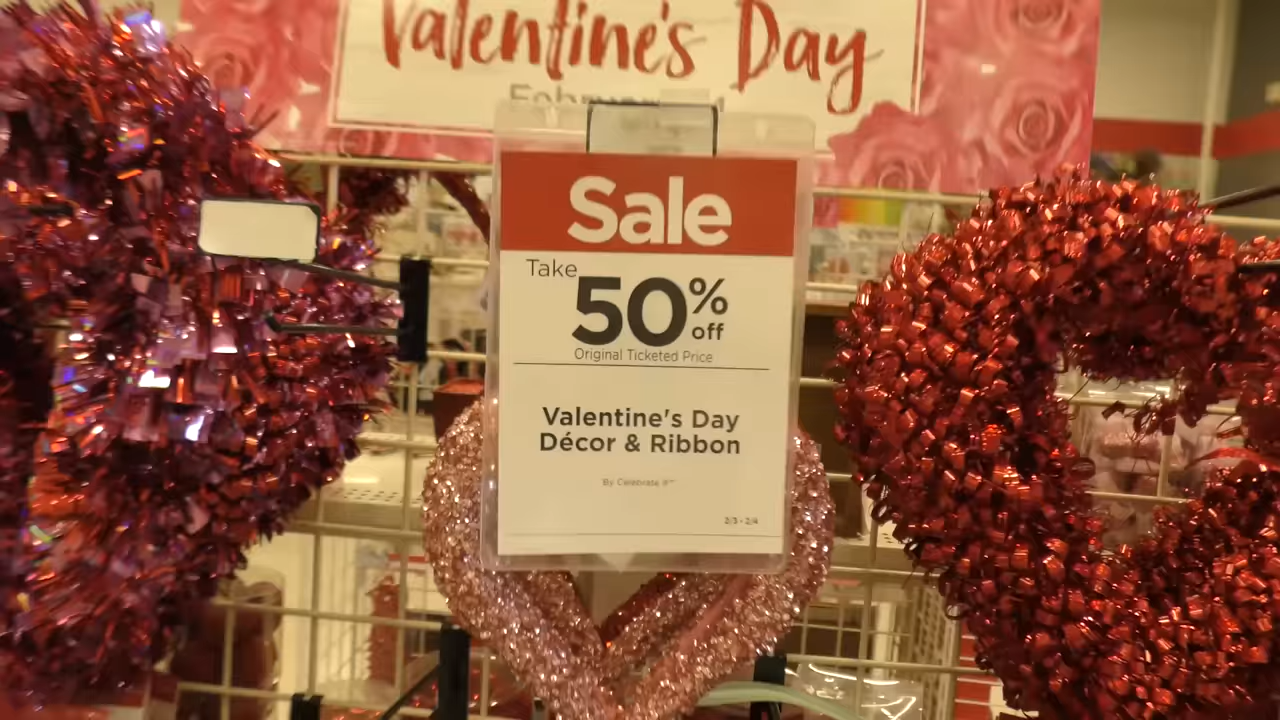 Valentine's Day
Sale
Take
50% off
Original Ticketed Price
Valentine's Day
Décor & Ribbon
By Celebrate It™
2/3 - 2/4